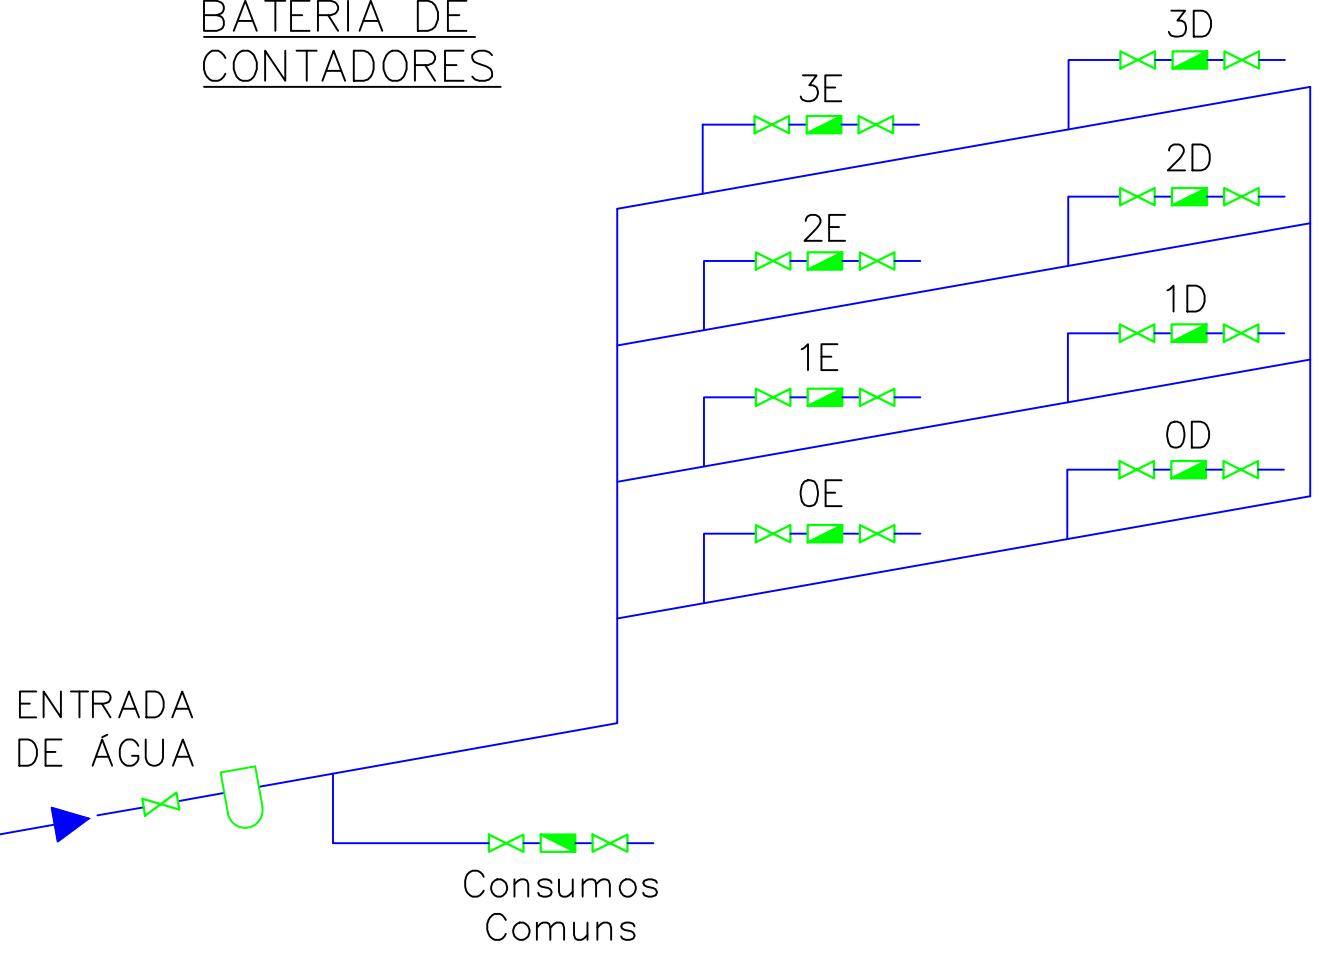 BATERIA DE
CONTADORES
3D
3E
2D
2E
1D
1E
0D
0E
ENTRADA
DE ÁGUA
Consumos
Comuns